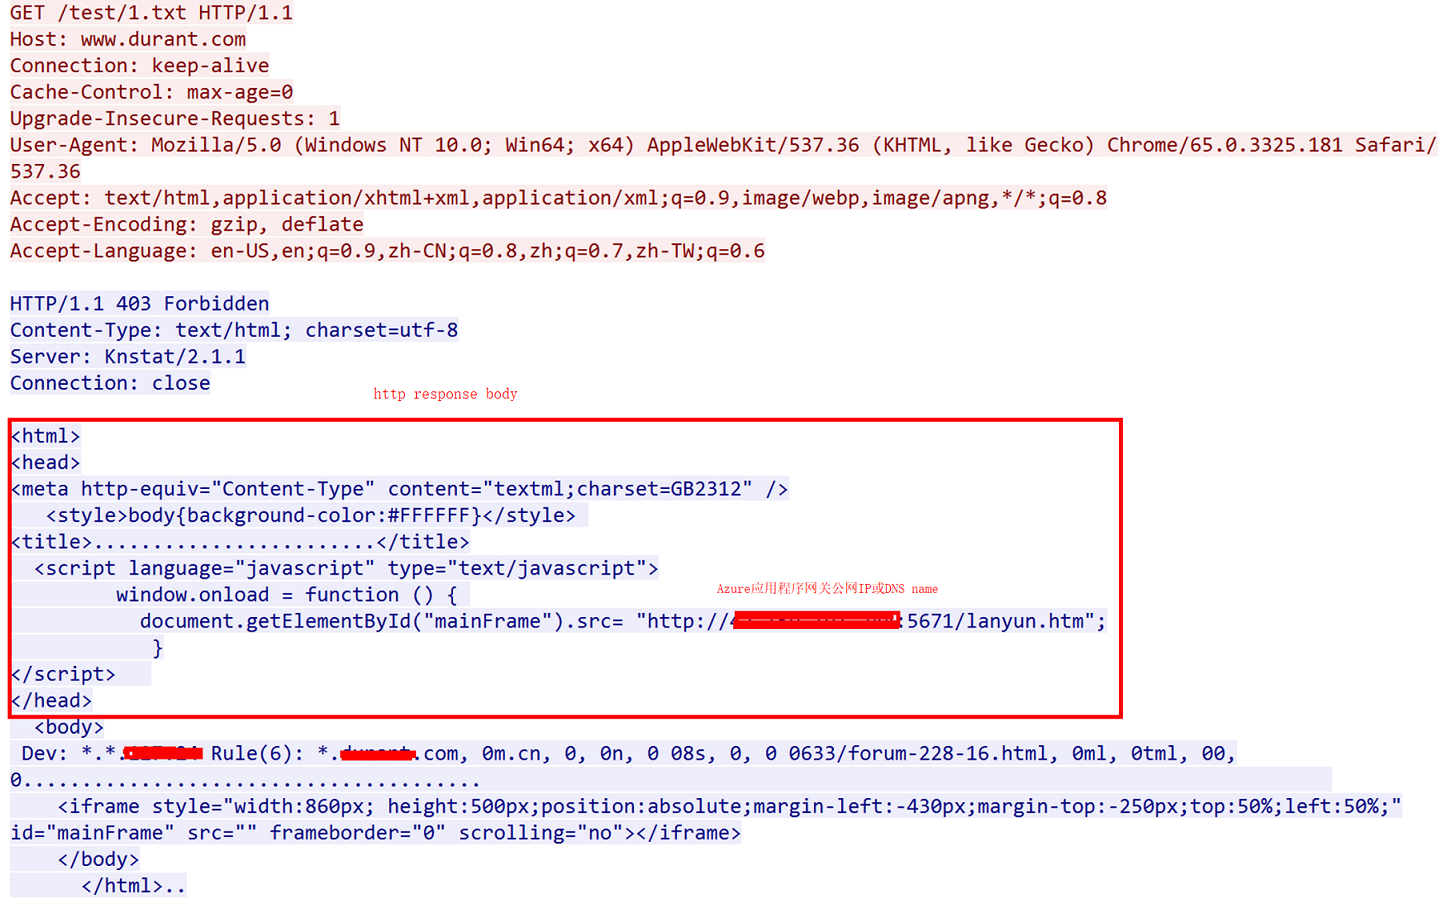 GET /test/1.txt HTTP/1.1
Host: www.durant.com
Connection: keep-alive
Cache-Control: max-age=0
Upgrade-Insecure-Requests: 1
User-Agent: Mozilla/5.0 (Windows NT 10.0; Win64; x64) AppleWebKit/537.36 (KHTML, like Gecko) Chrome/65.0.3325.181 Safari/
537.36
Accept: text/html,application/xhtml+xml,application/xml;q=0.9,image/webp,image/apng,*/*;q=0.8
Accept-Encoding: gzip, deflate
Accept-Language: en-US,en;q=0.9,zh-CN;q=0.8,zh;q=0.7,zh-TW;q=0.6
HTTP/1.1 403 Forbidden
Content-Type: text/html; charset=utf-8
Server: Knstat/2.1.1
Connection: close
http response body
<html>
<head>
<meta http-equiv="Content-Type" content="textml;charset=GB2312" />
<style>body{background-color:#FFFFFF}</style>
<title>........................</title>
<script language="javascript" type="text/javascript">
window.onload = function () {
Azure应用程序网关公网IP或DNS name
document.getElementById("mainFrame").src= "http:// :5671/lanyun.htm";
}
</script>
</head>
<body>
Dev: *.*. Rule(6): *. .com, 0m.cn, 0, 0n, 0 08s, 0, 0 0633/forum-228-16.html, 0ml, 0tml, 00,
0.......................................
<iframe style="width:860px; height:500px;position:absolute;margin-left:-430px;margin-top:-250px;top:50%;left:50%;"
id="mainFrame" src="" frameborder="0" scrolling="no"></iframe>
</body>
</html>..